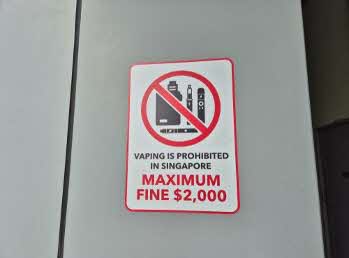 VAPING IS PROHIBITED
IN SINGAPORE
MAXIMUM
FINE $2,000